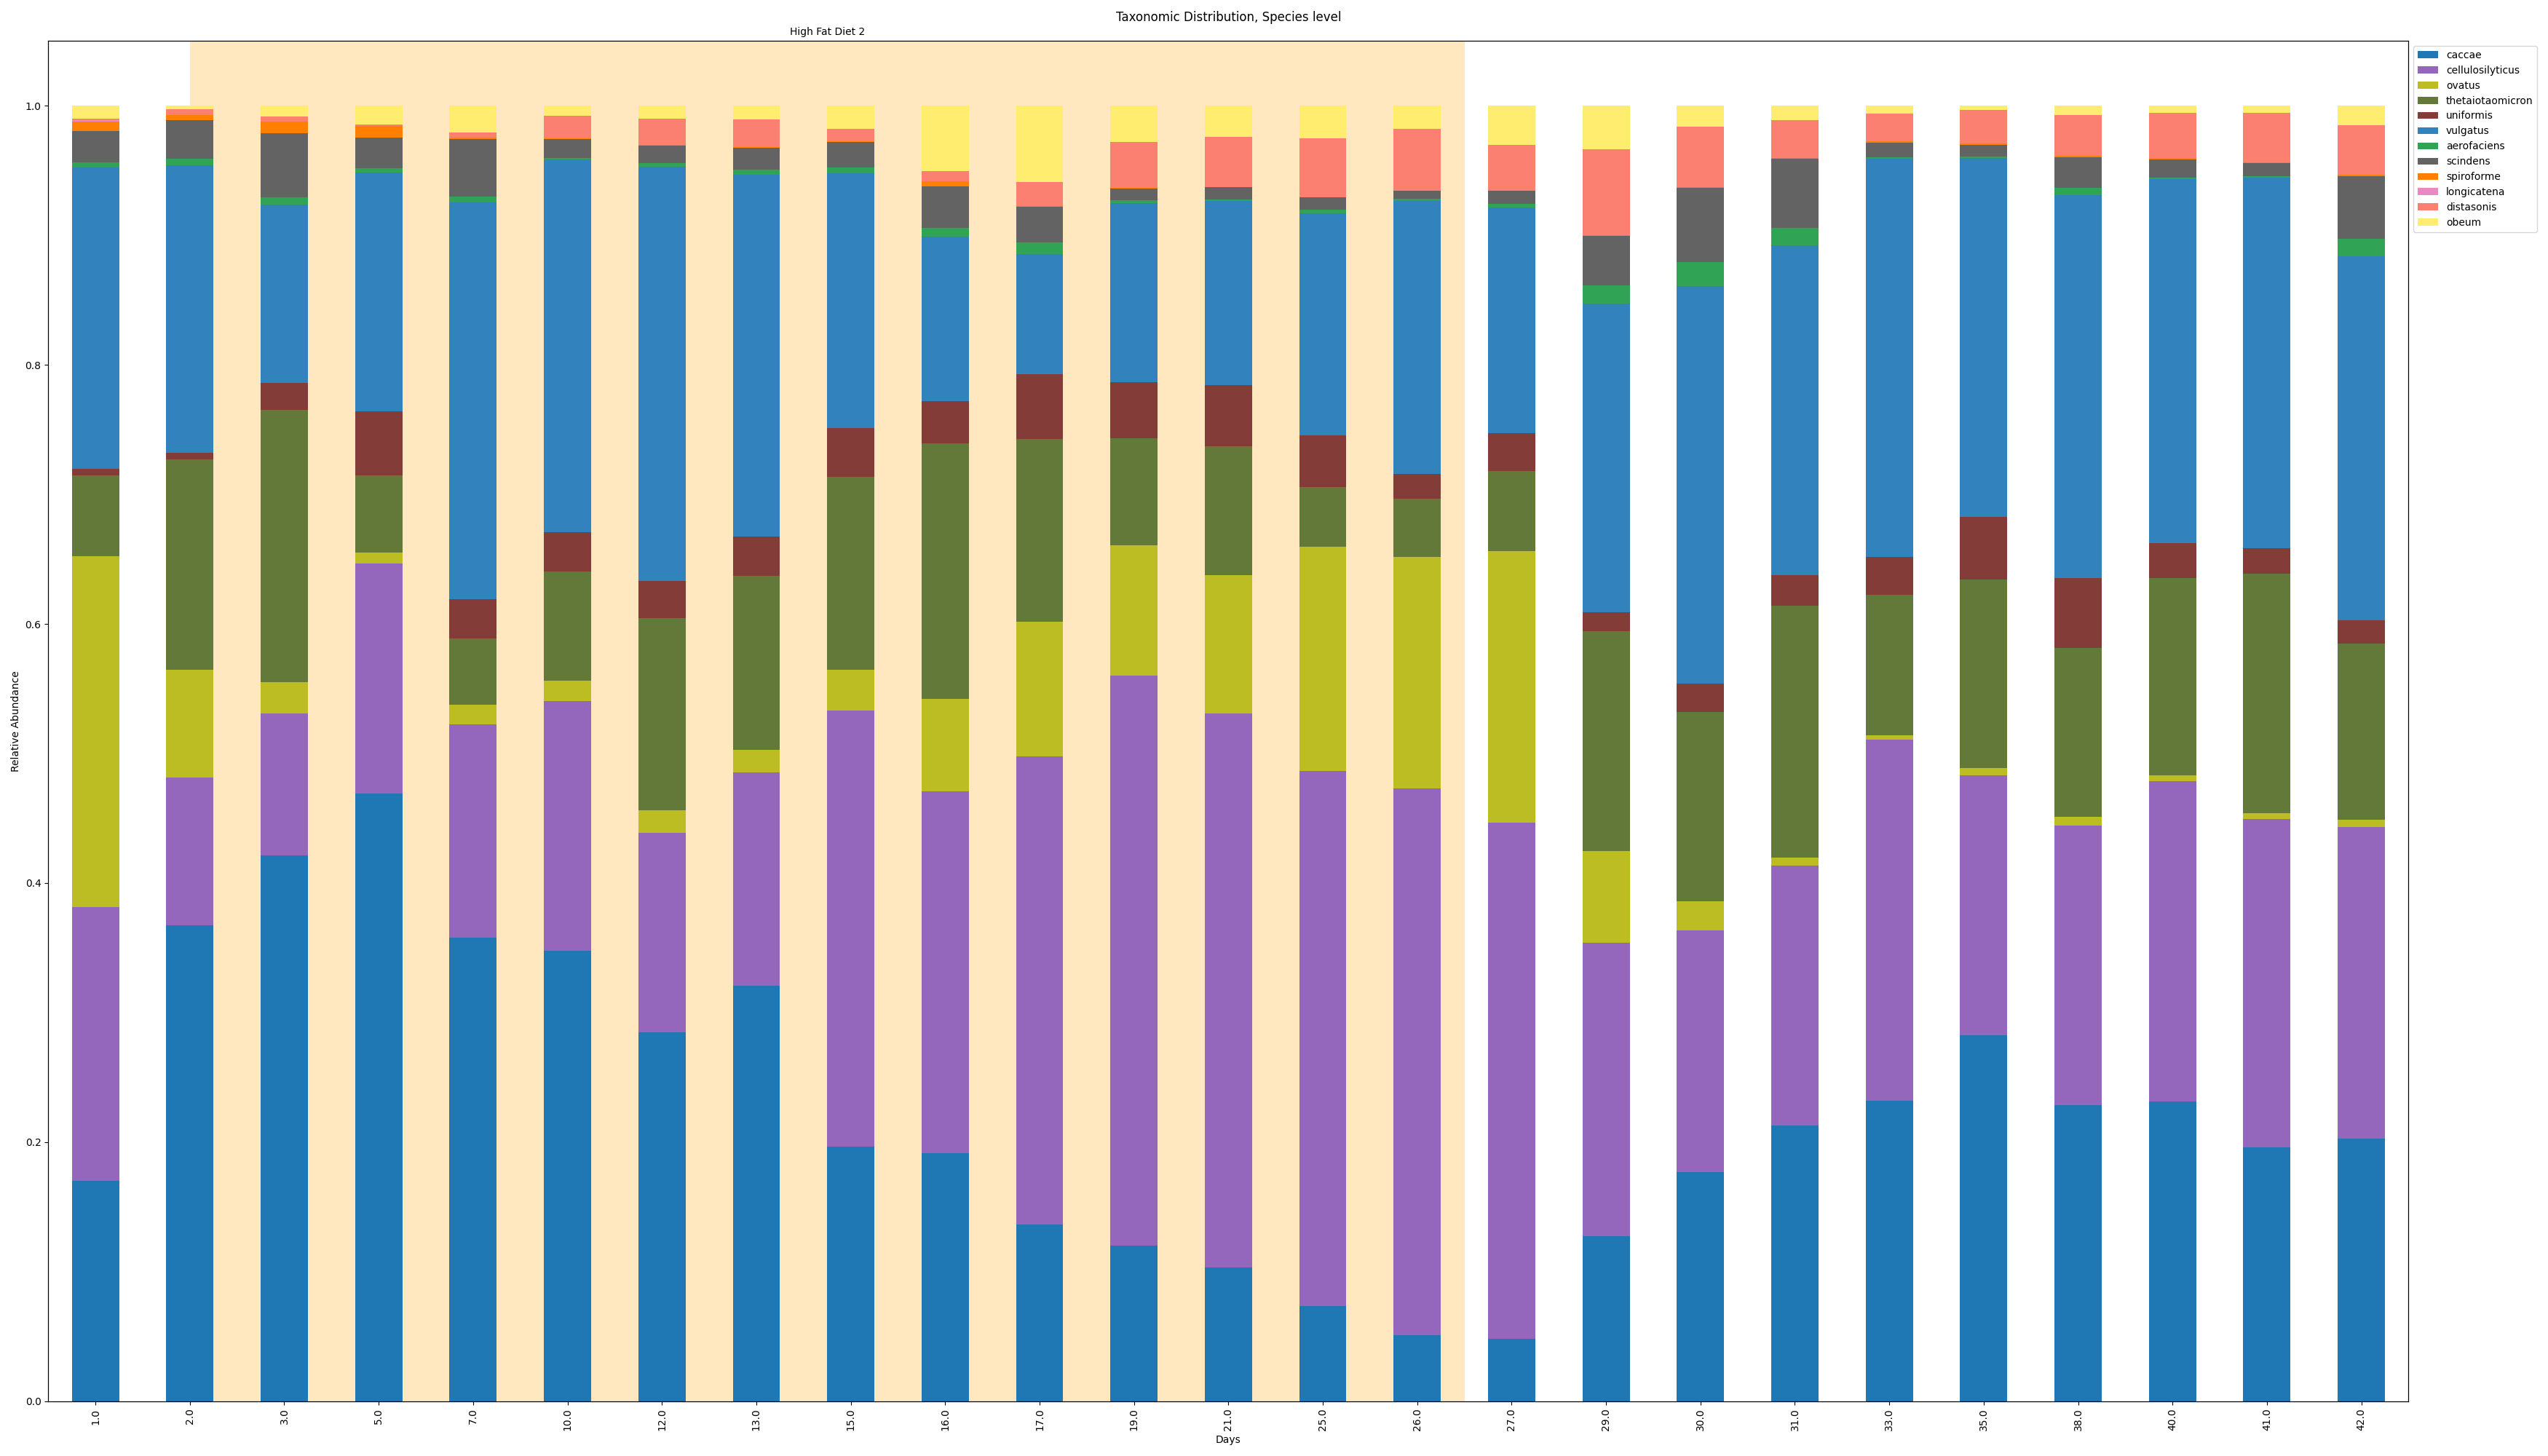 Taxonomic Distribution, Species level
High Fat Diet 2
caccae
cellulosilyticus
ovatus
thetaiotaomicron
uniformis
vulgatus
aerofaciens
scindens
spiroforme
longicatena
distasonis
obeum
Relative Abundance
1.0
0.8
0.6
0.4
0.2
0.0
1.0 2.0 3.0 5.0 7.0 10.0 12.0 13.0 15.0 16.0 17.0 19.0 21.0 25.0 26.0 27.0 29.0 30.0 31.0 33.0 35.0 38.0 40.0 41.0 42.0
Days